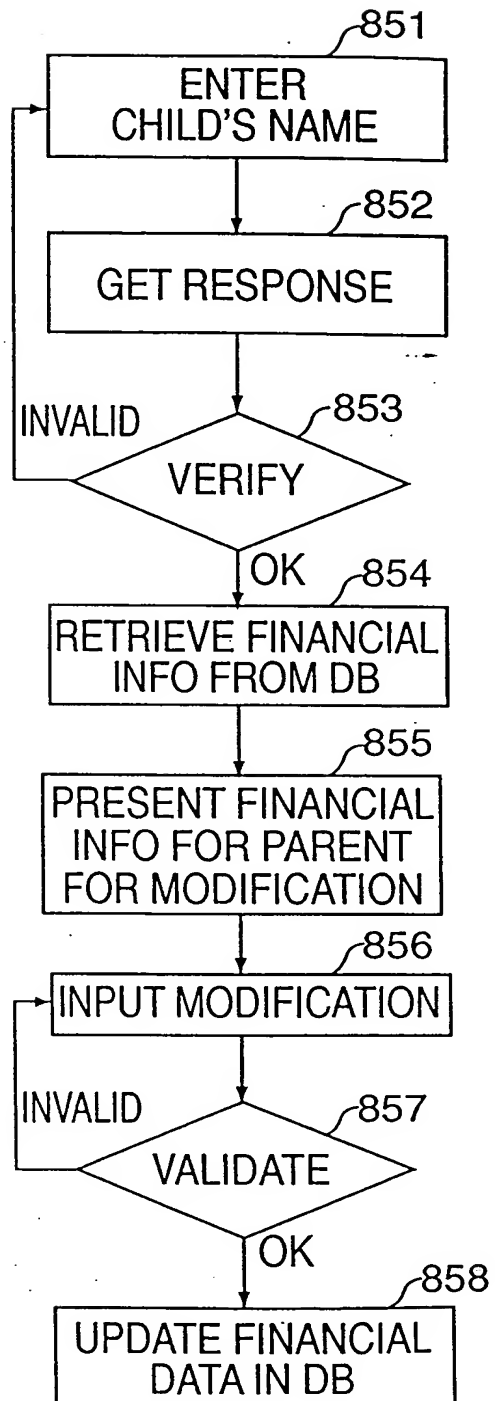 851
ENTER
CHILD'S NAME
852
GET RESPONSE
853
INVALID
VERIFY
OK
854
RETRIEVE FINANCIAL
INFO FROM DB
855
PRESENT FINANCIAL
INFO FOR PARENT
FOR MODIFICATION
856
INPUT MODIFICATION
INVALID
857
VALIDATE
OK
858
UPDATE FINANCIAL
DATA IN DB